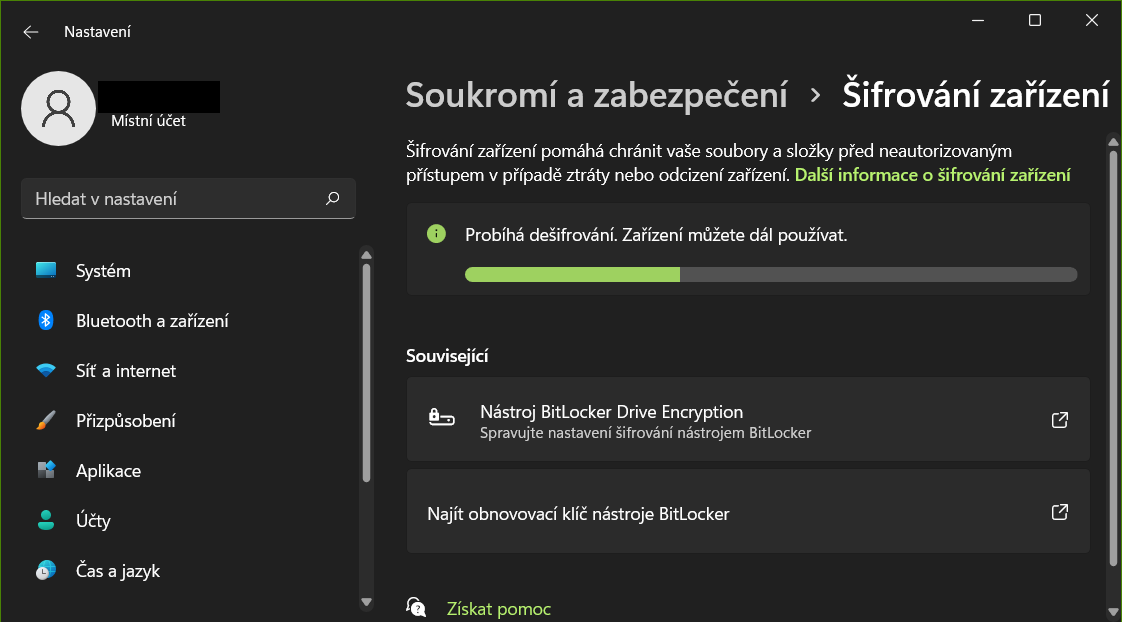 Nastavení
Místní účet
Hledat v nastavení
Systém
Bluetooth a zařízení
Síť a internet
Přizpůsobení
Aplikace
Účty
Čas a jazyk
Soukromí a zabezpečení › Šifrování zařízení
Šifrování zařízení pomáhá chránit vaše soubory a složky před neautorizovaným
přístupem v případě ztráty nebo odcizení zařízení. Další informace o šifrování zařízení
Probíhá dešifrování. Zařízení můžete dál používat.
Související
Nástroj BitLocker Drive Encryption
Spravujte nastavení šifrování nástrojem BitLocker
Najít obnovovací klíč nástroje BitLocker
Získat pomoc